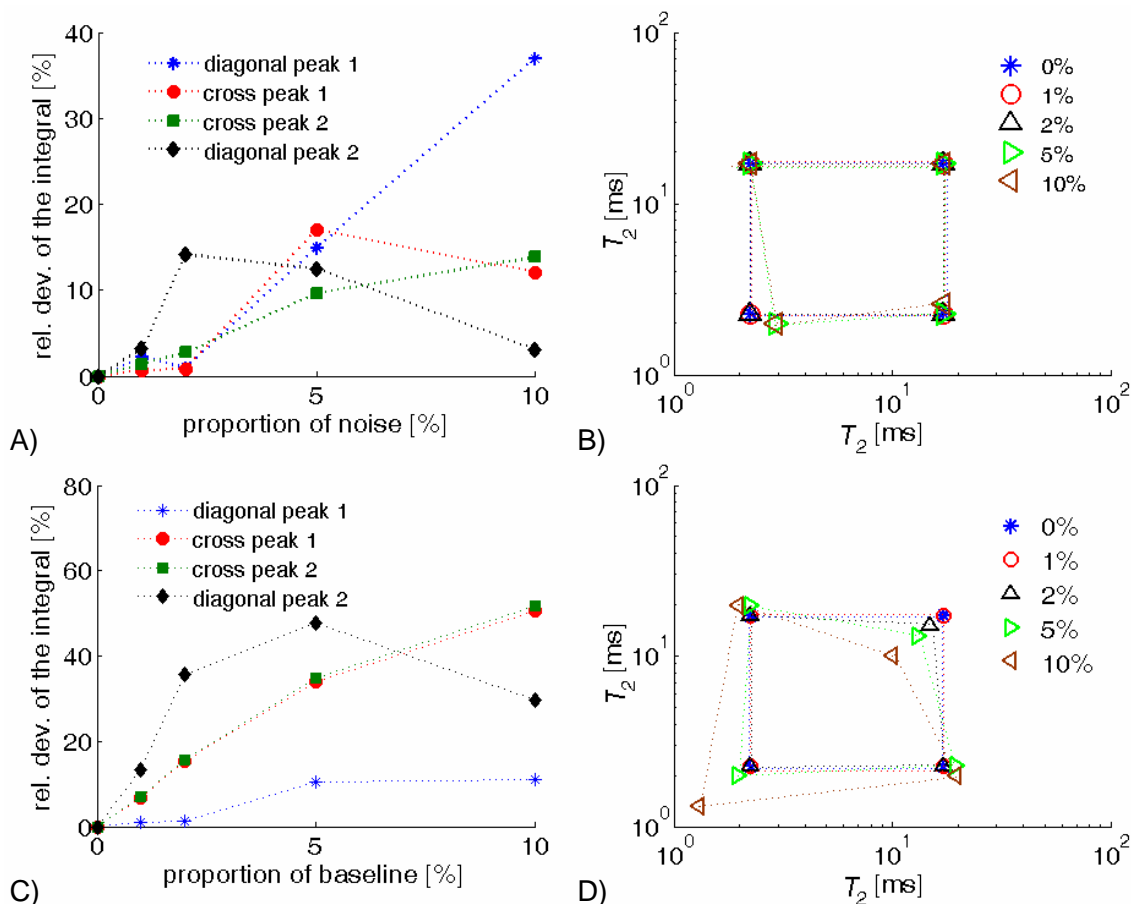 rel. dev. of the integral [%]
40
30
20
10
0
0
5
10
proportion of noise [%]
diagonal peak 1
cross peak 1
cross peak 2
diagonal peak 2
A)
T2 [ms]
10^2
10^1
10^0
10^0
10^1
10^2
T2 [ms]
0%
1%
2%
5%
10%
B)
rel. dev. of the integral [%]
80
60
40
20
0
0
5
10
proportion of baseline [%]
diagonal peak 1
cross peak 1
cross peak 2
diagonal peak 2
C)
T2 [ms]
10^2
10^1
10^0
10^0
10^1
10^2
T2 [ms]
0%
1%
2%
5%
10%
D)